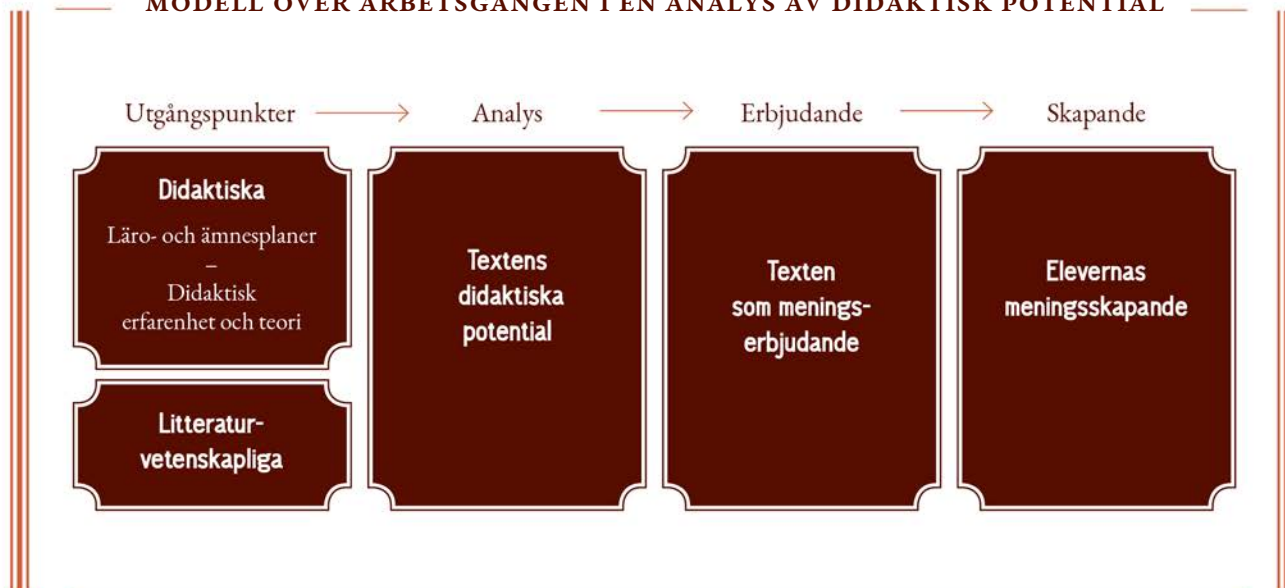 MODELL ÖVER ARBETSGÅNGEN I EN ANALYS AV DIDAKTISK POTENTIAL
Utgångspunkter
Analys
Erbjudande
Skapande
Didaktiska
Läro- och ämnesplaner
–
Didaktisk
erfarenhet och teori
Litteratur-
vetenskapliga
Textens
didaktiska
potential
Texten
som menings-
erbjudande
Elevernas
meningsskapande